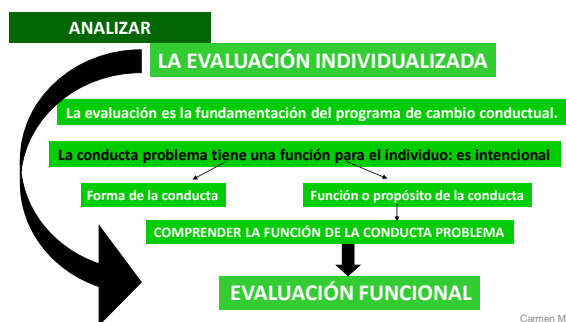 ANALIZAR
LA EVALUACIÓN INDIVIDUALIZADA
La evaluación es la fundamentación del programa de cambio conductual.
La conducta problema tiene una función para el individuo: es intencional
Forma de la conducta
Función o propósito de la conducta
COMPRENDER LA FUNCIÓN DE LA CONDUCTA PROBLEMA
EVALUACIÓN FUNCIONAL
Carmen M